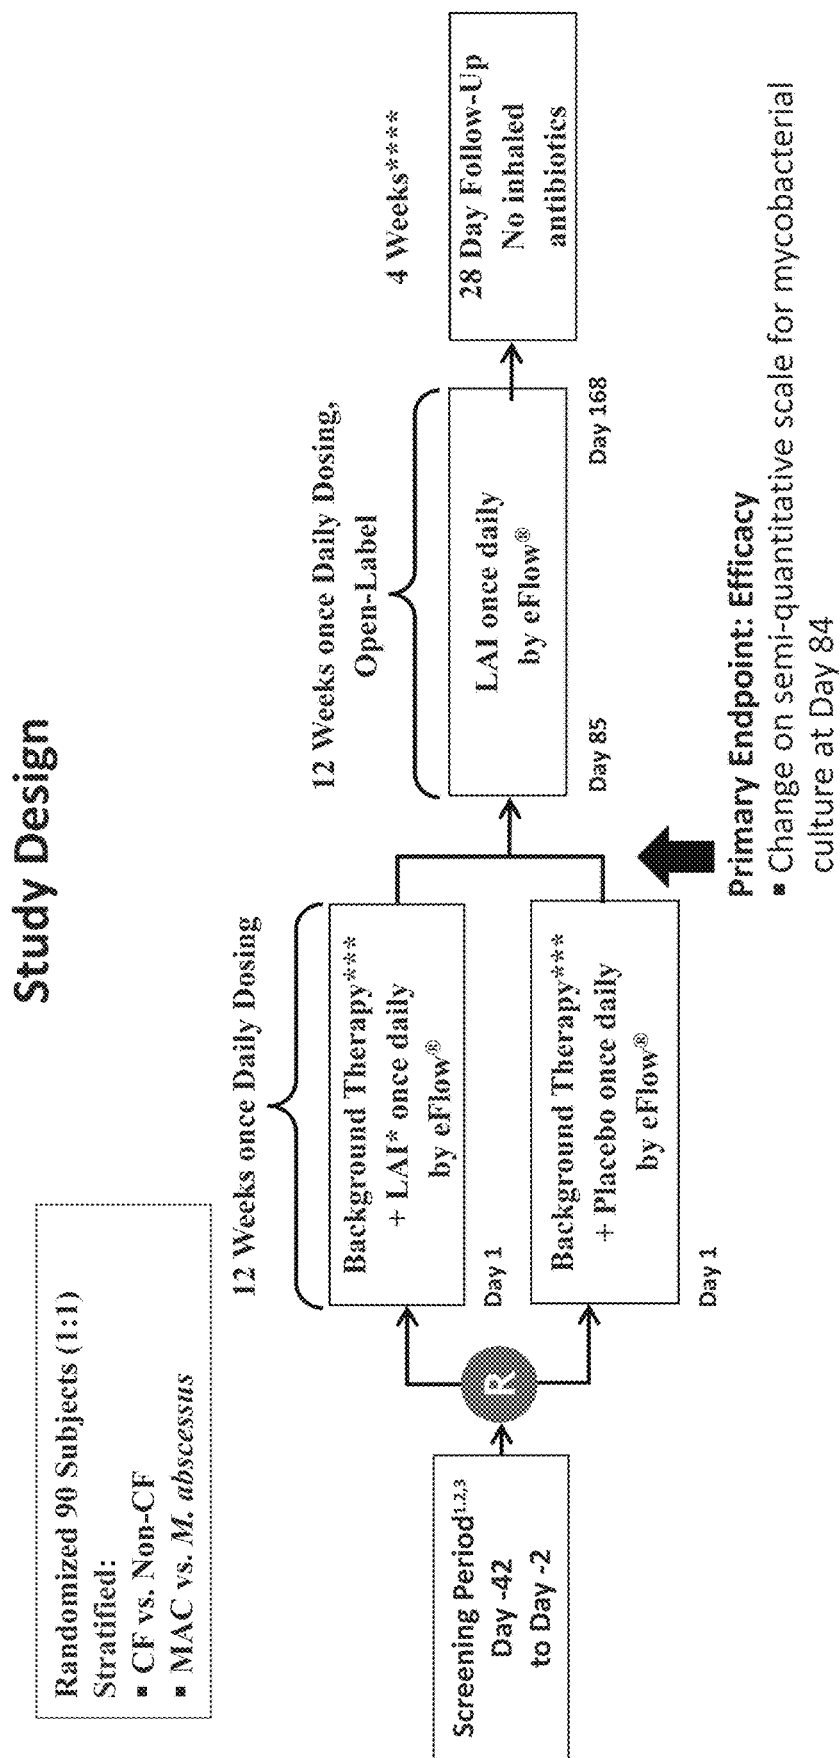 Study Design
Randomized 90 Subjects (1:1)
Stratified:
▪ CF vs. Non-CF
▪ MAC vs. M. abscessus
Screening Period1,2,3
Day -42
to Day -2
R
12 Weeks once Daily Dosing
Background Therapy***
+ LAI* once daily
by eFlow®
Day 1
Background Therapy***
+ Placebo once daily
by eFlow®
Day 1
12 Weeks once Daily Dosing,
Open-Label
LAI once daily
by eFlow®
Day 85
Day 168
4 Weeks****
28 Day Follow-Up
No inhaled
antibiotics
Primary Endpoint: Efficacy
▪ Change on semi-quantitative scale for mycobacterial
culture at Day 84